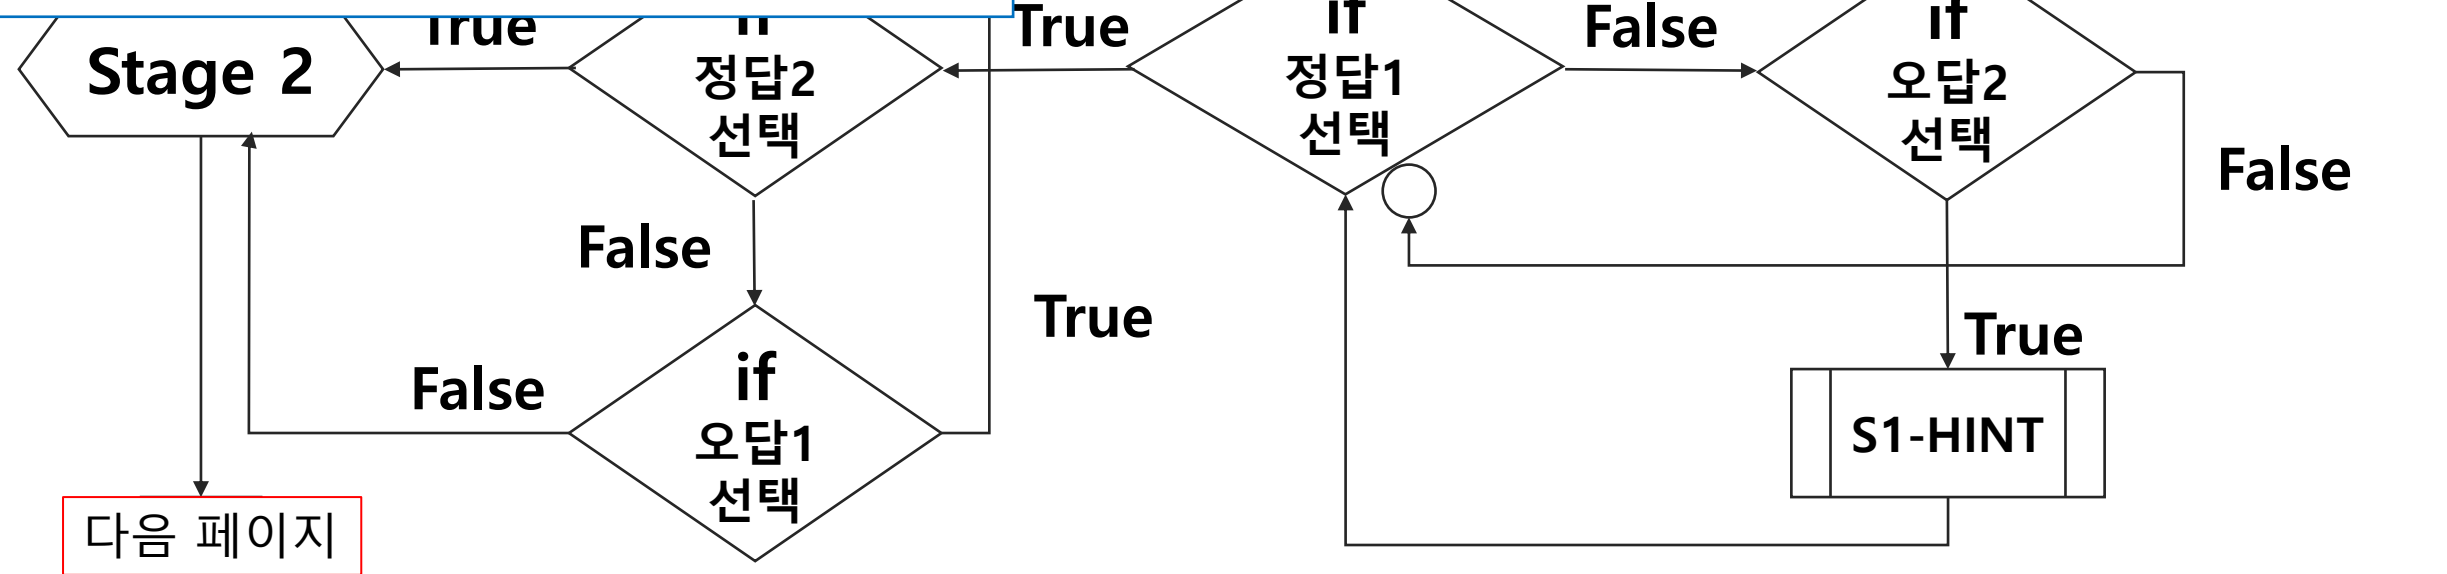 Stage 2
True
if
정답2
선택
True
if
정답1
선택
False
if
오답2
선택
False
False
True
True
False
if
오답1
선택
S1-HINT
다음 페이지